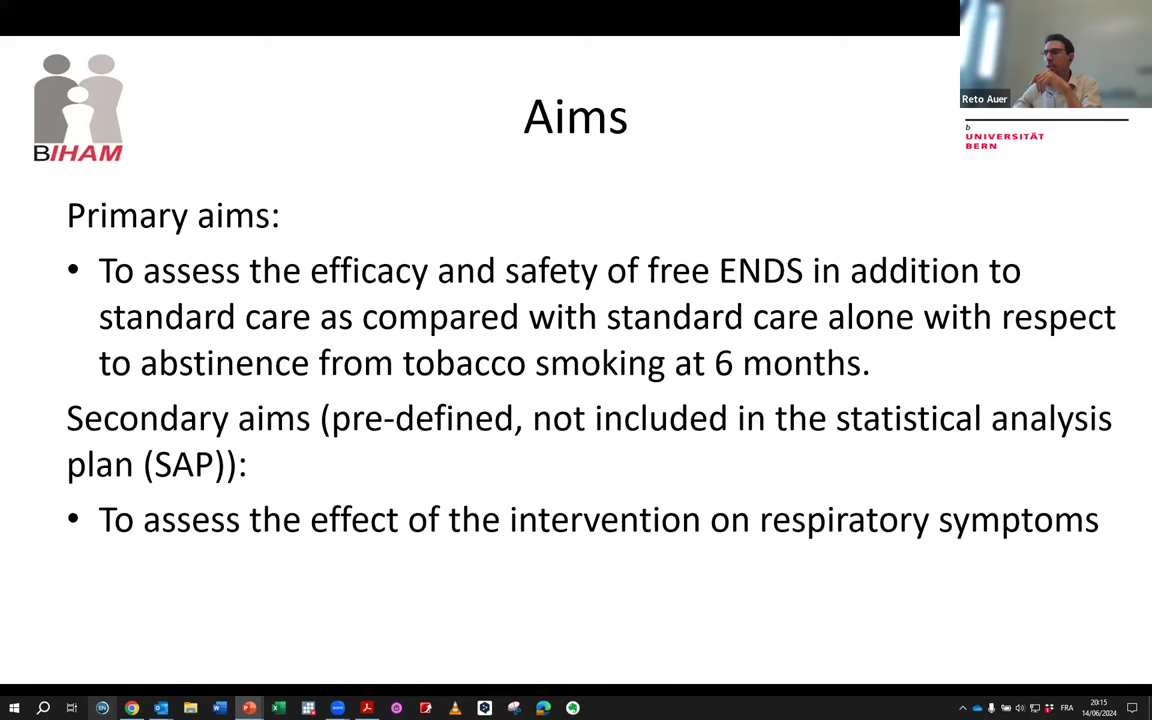 Reto Auer
BIHAM
Aims
b
UNIVERSITÄT
BERN
Primary aims:
• To assess the efficacy and safety of free ENDS in addition to
standard care as compared with standard care alone with respect
to abstinence from tobacco smoking at 6 months.
Secondary aims (pre-defined, not included in the statistical analysis
plan (SAP)):
• To assess the effect of the intervention on respiratory symptoms
EN
FRA
20:15
14/06/2024